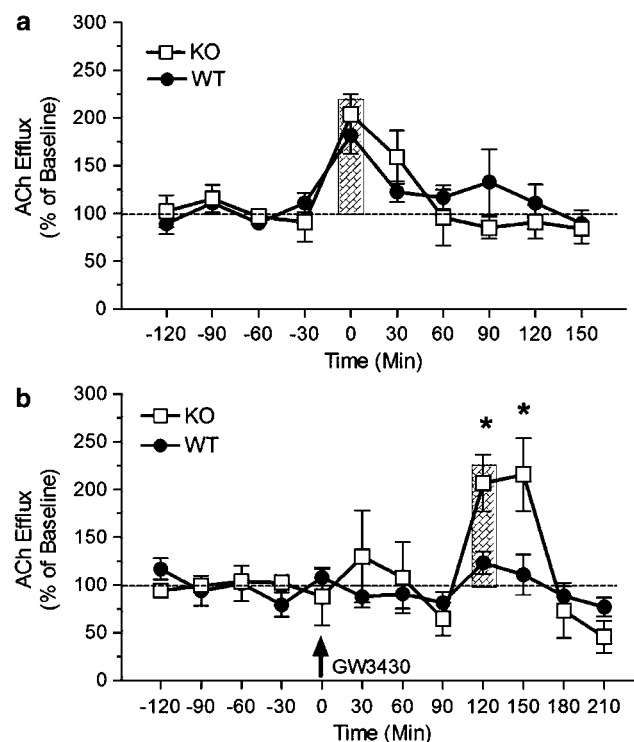 a
KO
WT
ACh Efflux
(% of Baseline)
300
250
200
150
100
50
0
-120 -90 -60 -30 0 30 60 90 120 150
Time (Min)
b
KO
WT
* *
ACh Efflux
(% of Baseline)
300
250
200
150
100
50
0
GW3430
-120 -90 -60 -30 0 30 60 90 120 150 180 210
Time (Min)